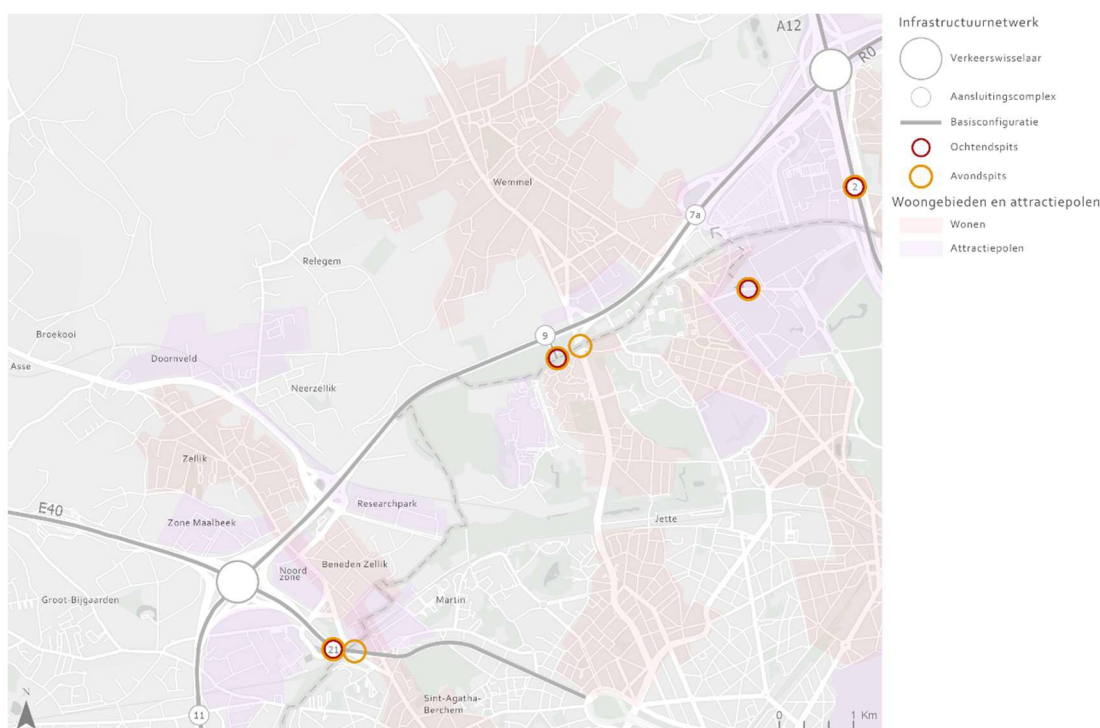 A12
R0
Wemmel
2
7a
Relegem
9
Broekooi
Doornveld
Asse
Neerzellik
Zellik
Researchpark
E40
Zone Maalbeek
Jette
Noord
zone
Beneden Zellik
Groot-Bijgaarden
Martin
21
Sint-Agatha-
Berchem
N
11
0
1 Km
Infrastructuurnetwerk
Verkeerswisselaar
Aansluitingscomplex
Basisconfiguratie
Ochtendspits
Avondspits
Woongebieden en attractiepolen
Wonen
Attractiepolen